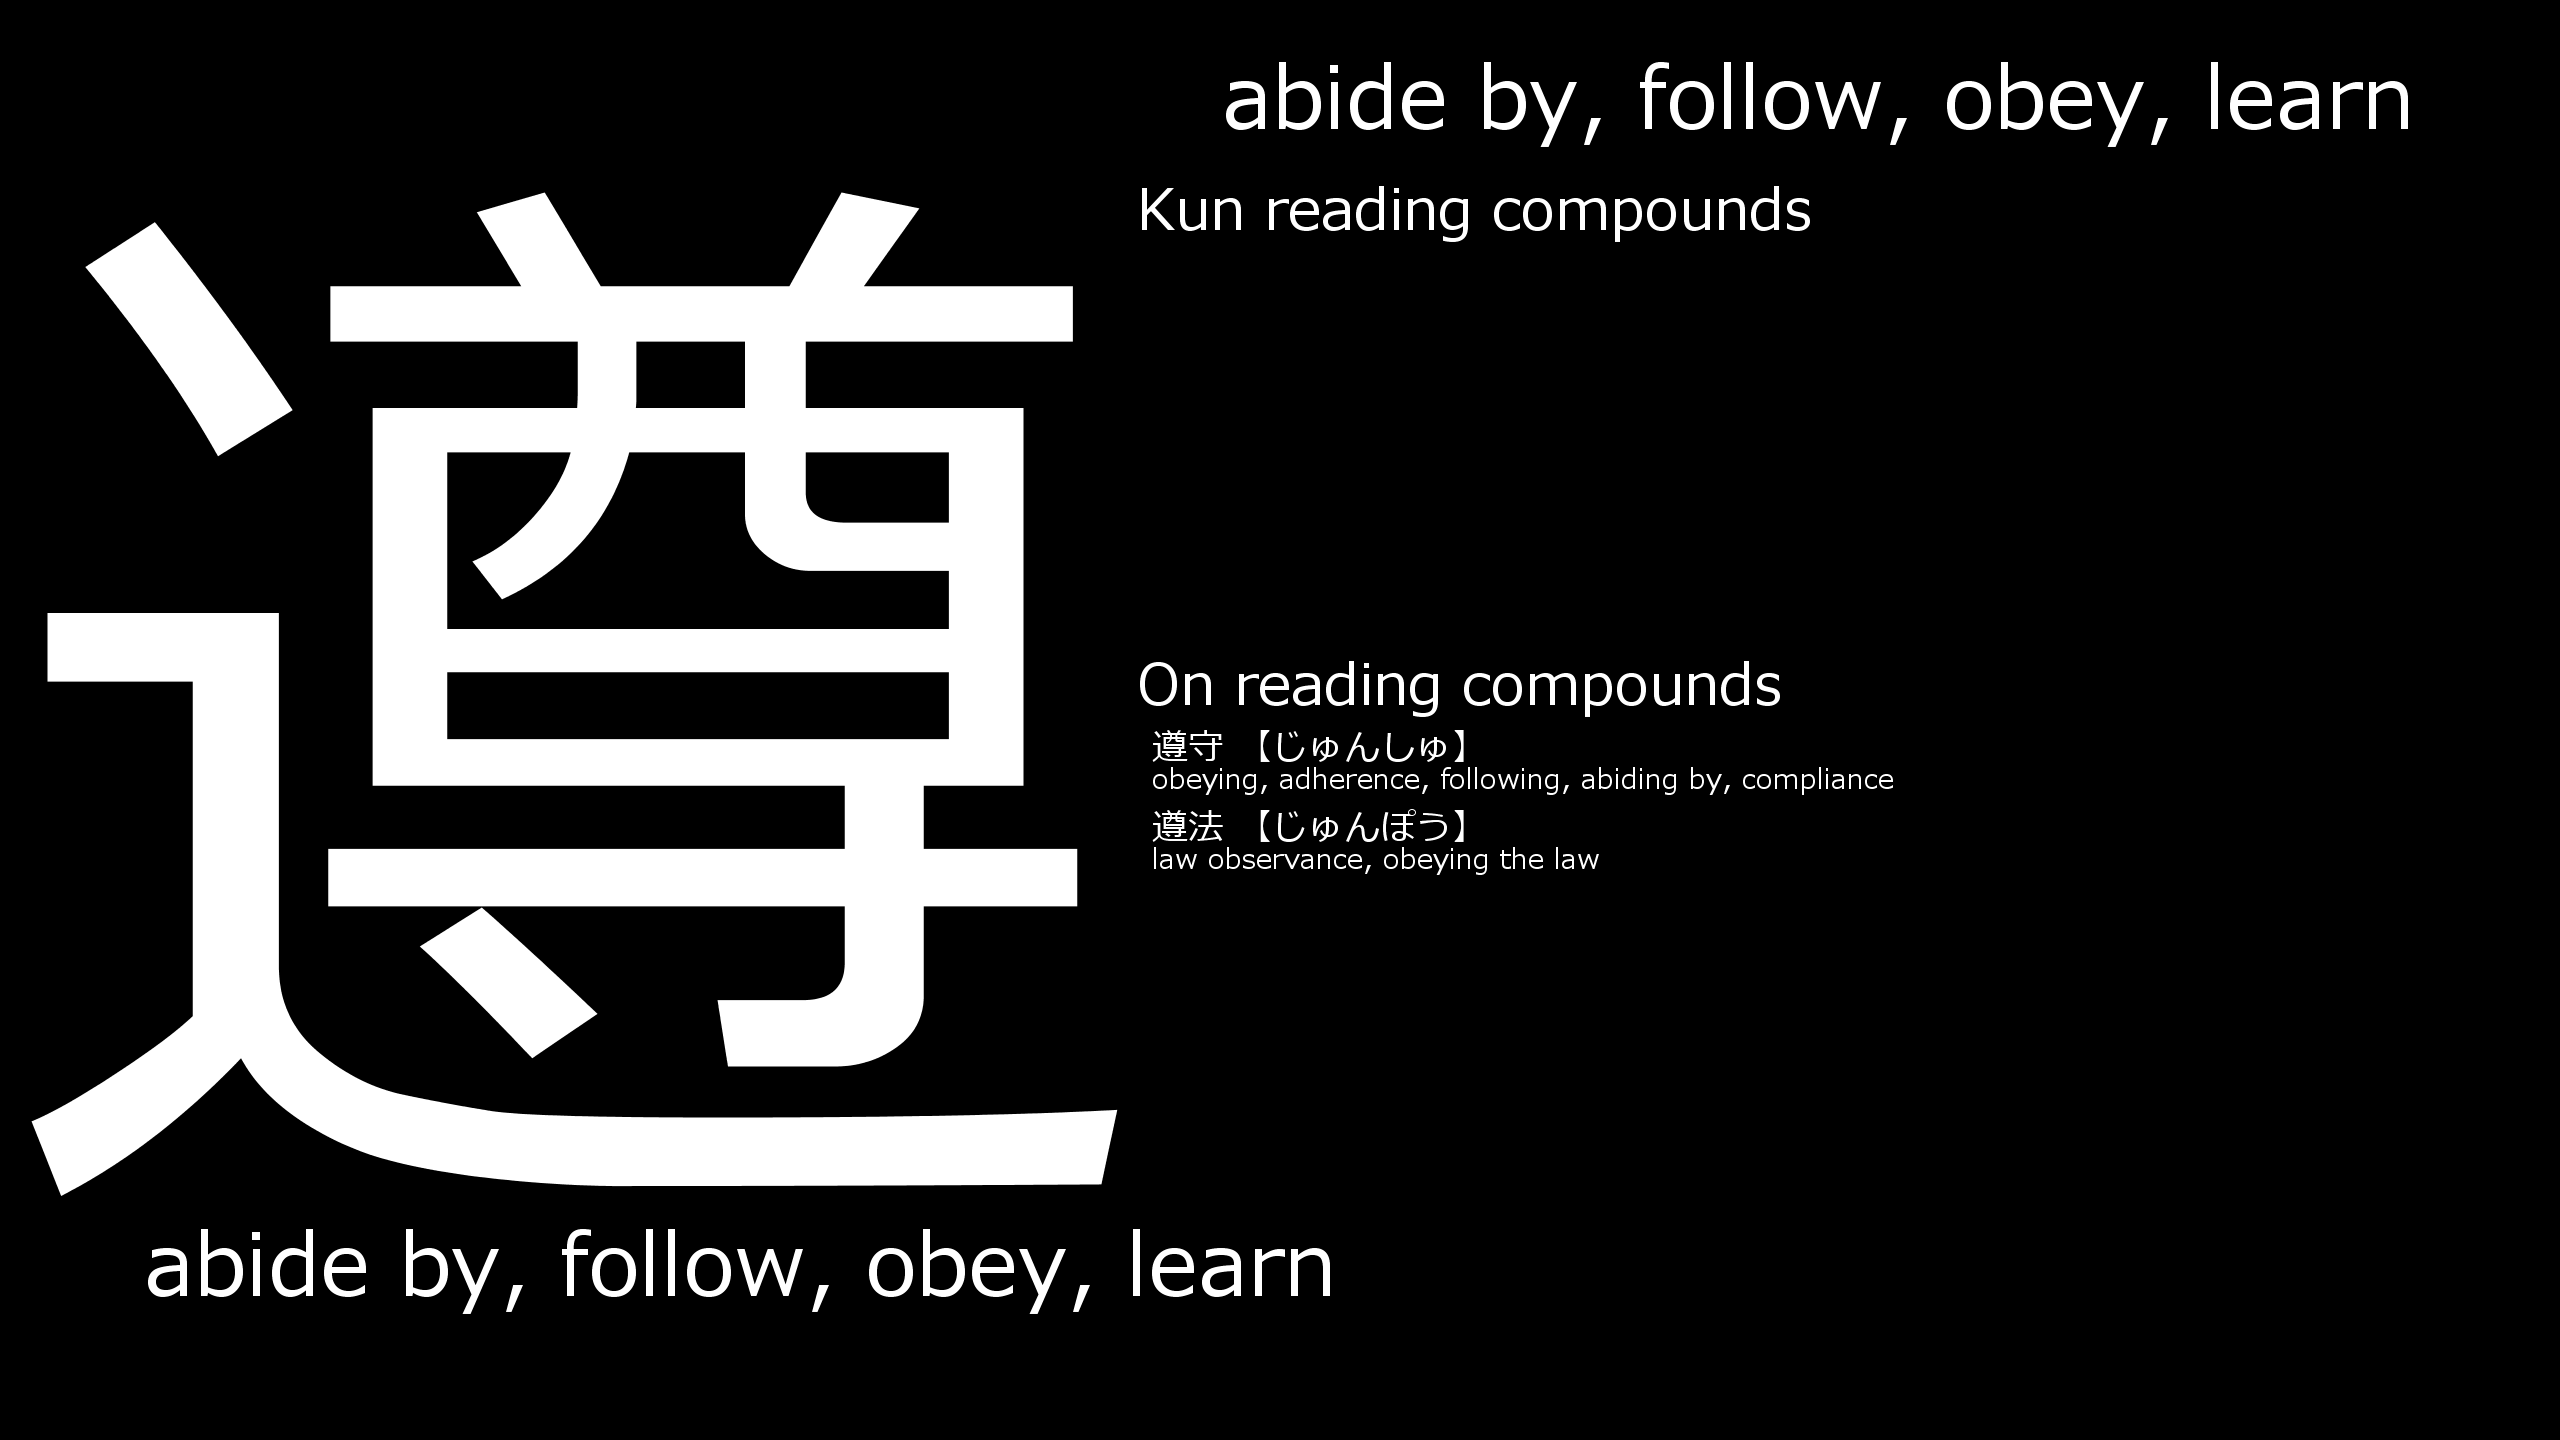 遵
abide by, follow, obey, learn
abide by, follow, obey, learn
Kun reading compounds
On reading compounds
遵守 【じゅんしゅ】
obeying, adherence, following, abiding by, compliance
遵法 【じゅんぽう】
law observance, obeying the law